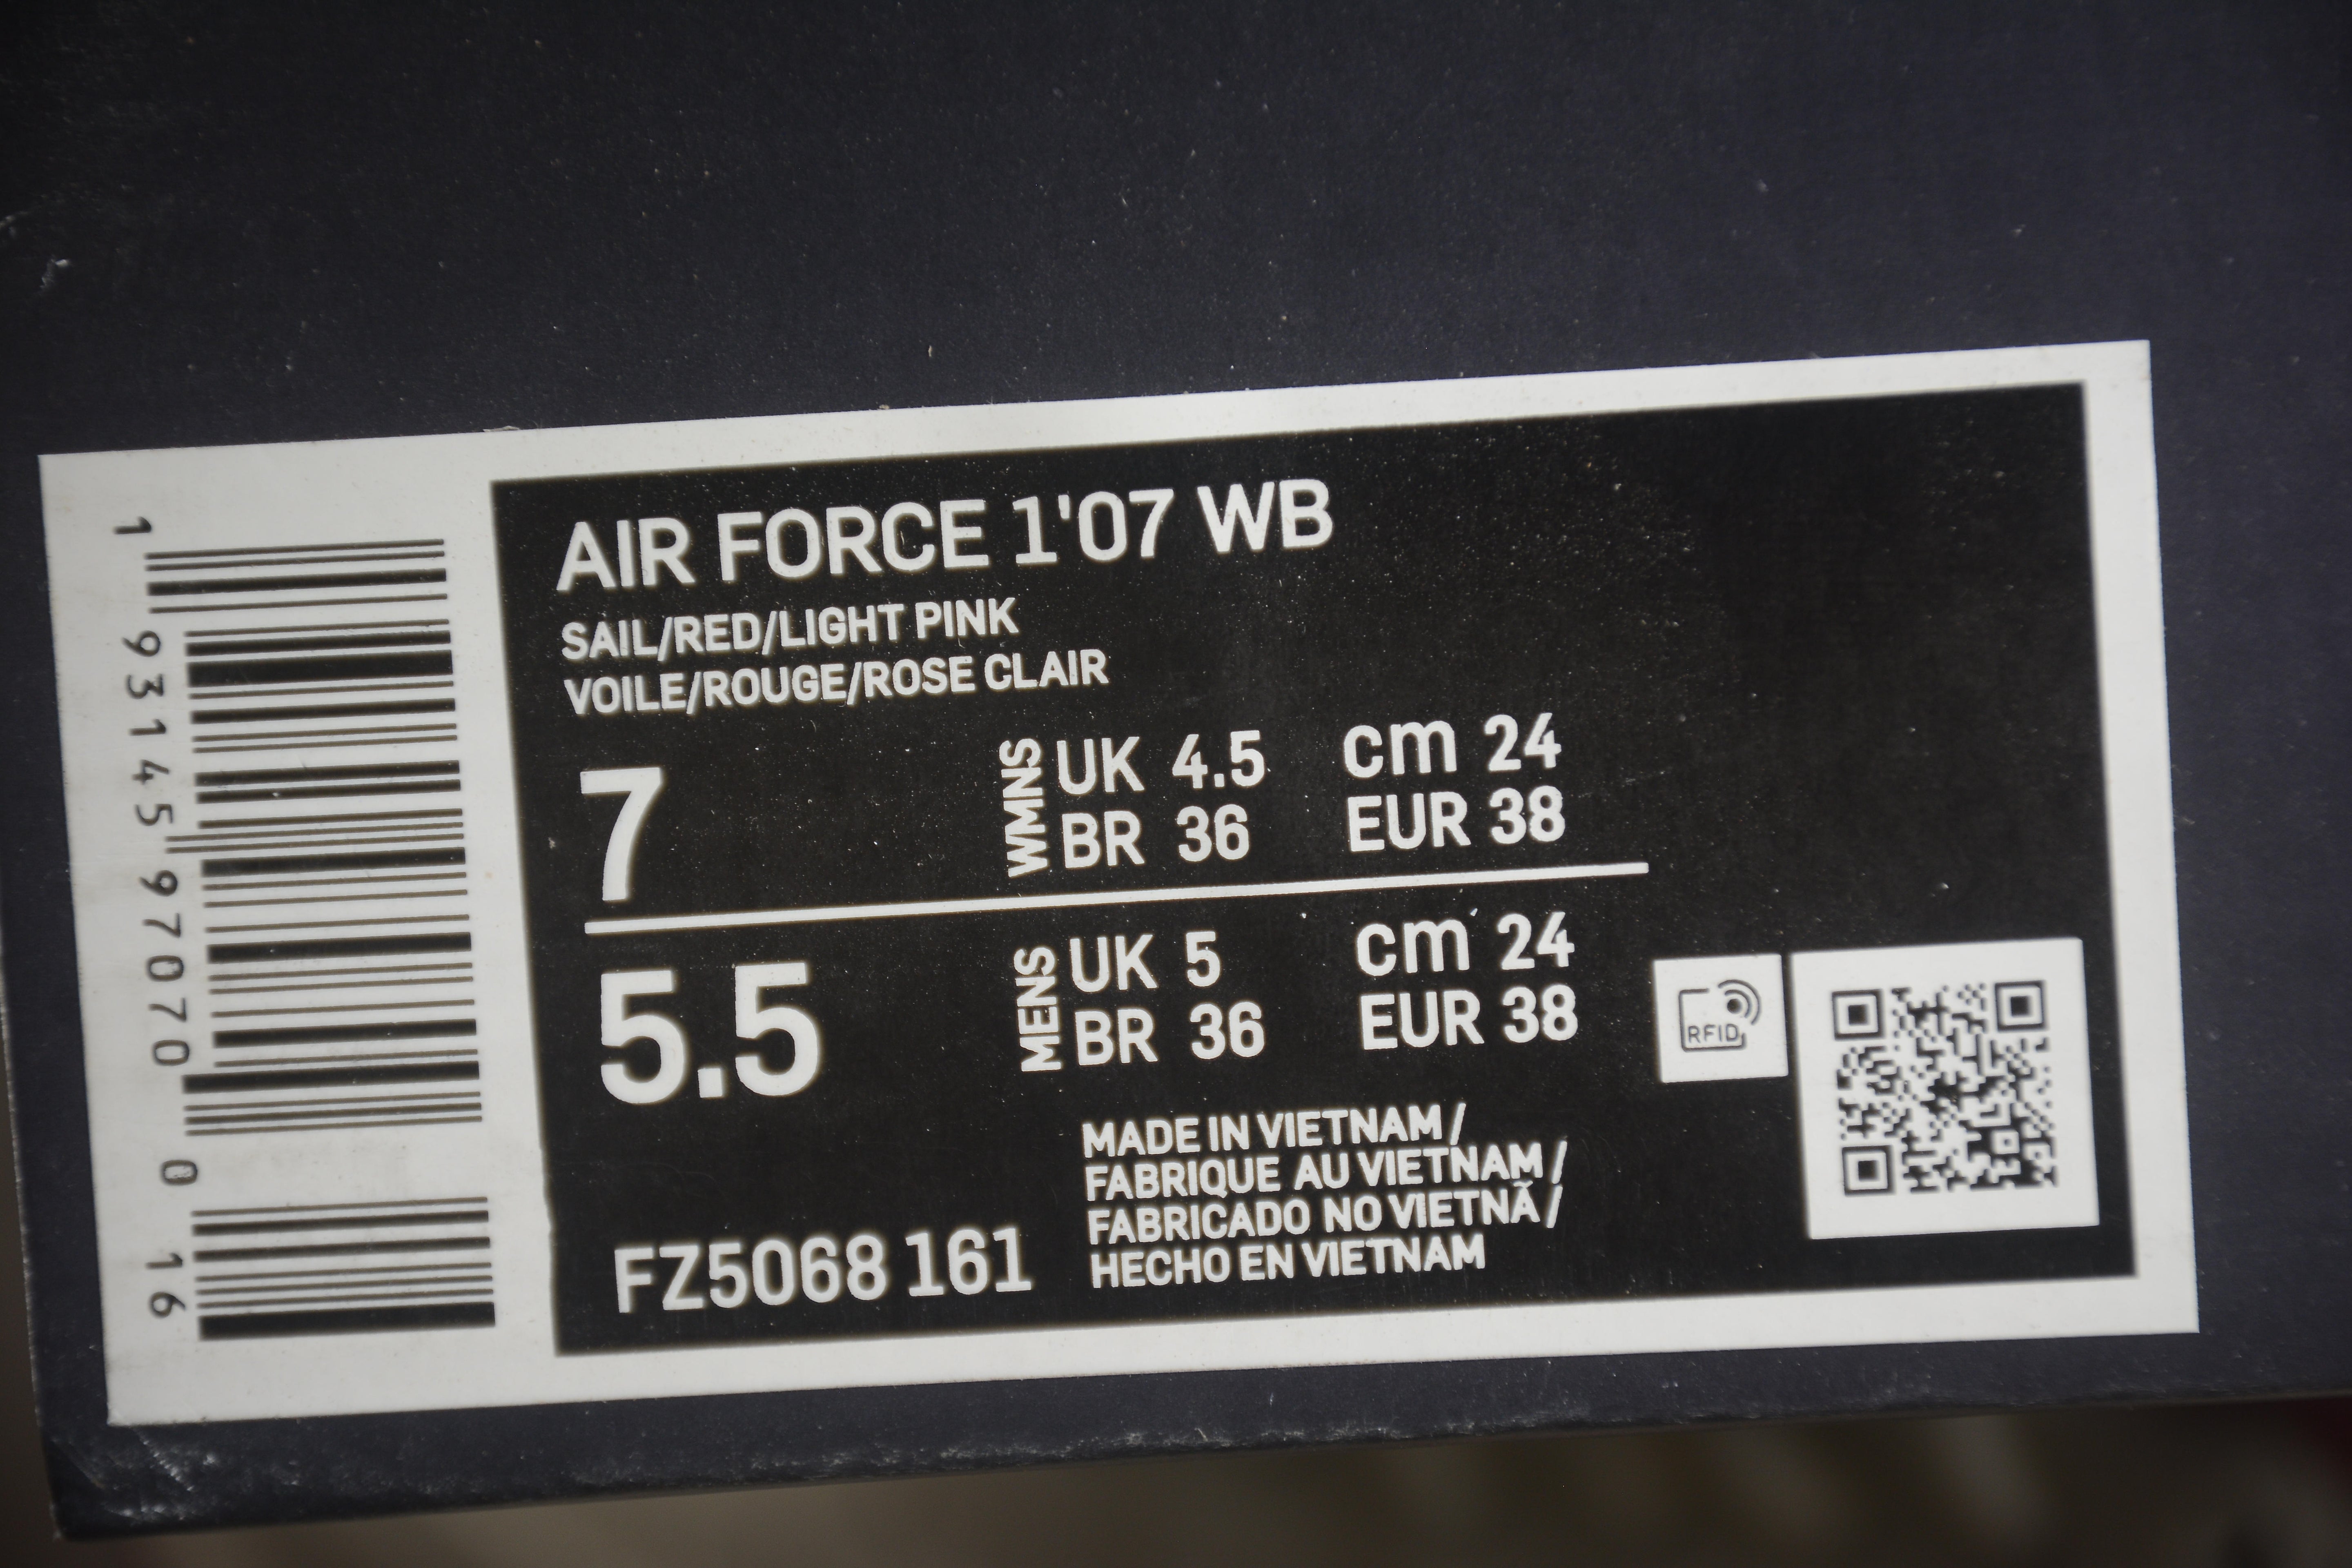 AIR FORCE 1'07 WB
SAIL/RED/LIGHT PINK
VOILE/ROUGE/ROSE CLAIR
7
WMNS
UK 4.5 cm 24
BR 36 EUR 38
5.5
MENS
UK 5 cm 24
BR 36 EUR 38
RFID
MADE IN VIETNAM/
FABRIQUE AU VIETNAM/
FABRICADO NO VIETNÃ/
HECHO EN VIETNAM
FZ5068 161
1 93145 97070 0 16